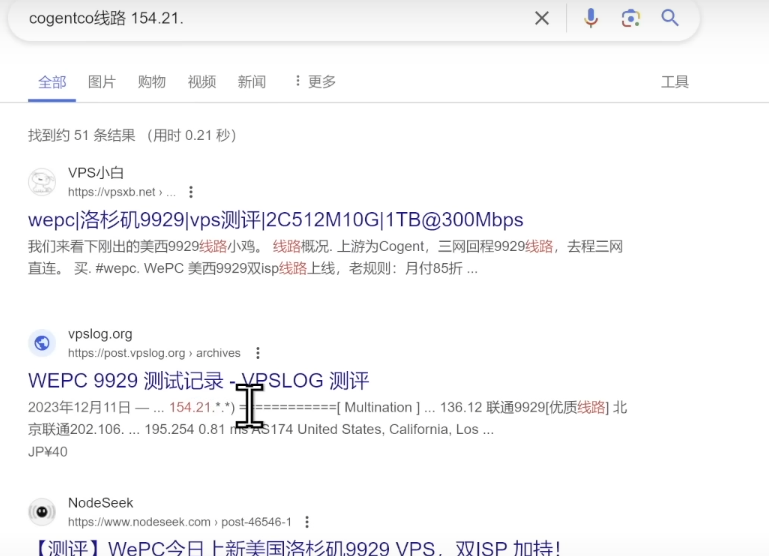 cogentco线路 154.21.
全部 图片 购物 视频 新闻 更多 工具
找到约 51 条结果 （用时 0.21 秒）
VPS小白
https://vpsxb.net › ...
wepc|洛杉矶9929|vps测评|2C512M10G|1TB@300Mbps
我们来看下刚出的美西9929线路小鸡。 线路概况. 上游为Cogent，三网回程9929线路，去程三网
直连。 买. #wepc. WePC 美西9929双isp线路上线，老规则：月付85折 ...
vpslog.org
https://post.vpslog.org › archives
WEPC 9929 测试记录 - VPSLOG 测评
2023年12月11日 — ... 154.21.*.*) ============[ Multination ] ... 136.12 联通9929[优质线路] 北
京联通202.106. ... 195.254 0.81 ms AS174 United States, California, Los ...
JP¥40
NodeSeek
https://www.nodeseek.com › post-46546-1
【测评】WePC今日上新美国洛杉矶9929 VPS，双ISP 加持！